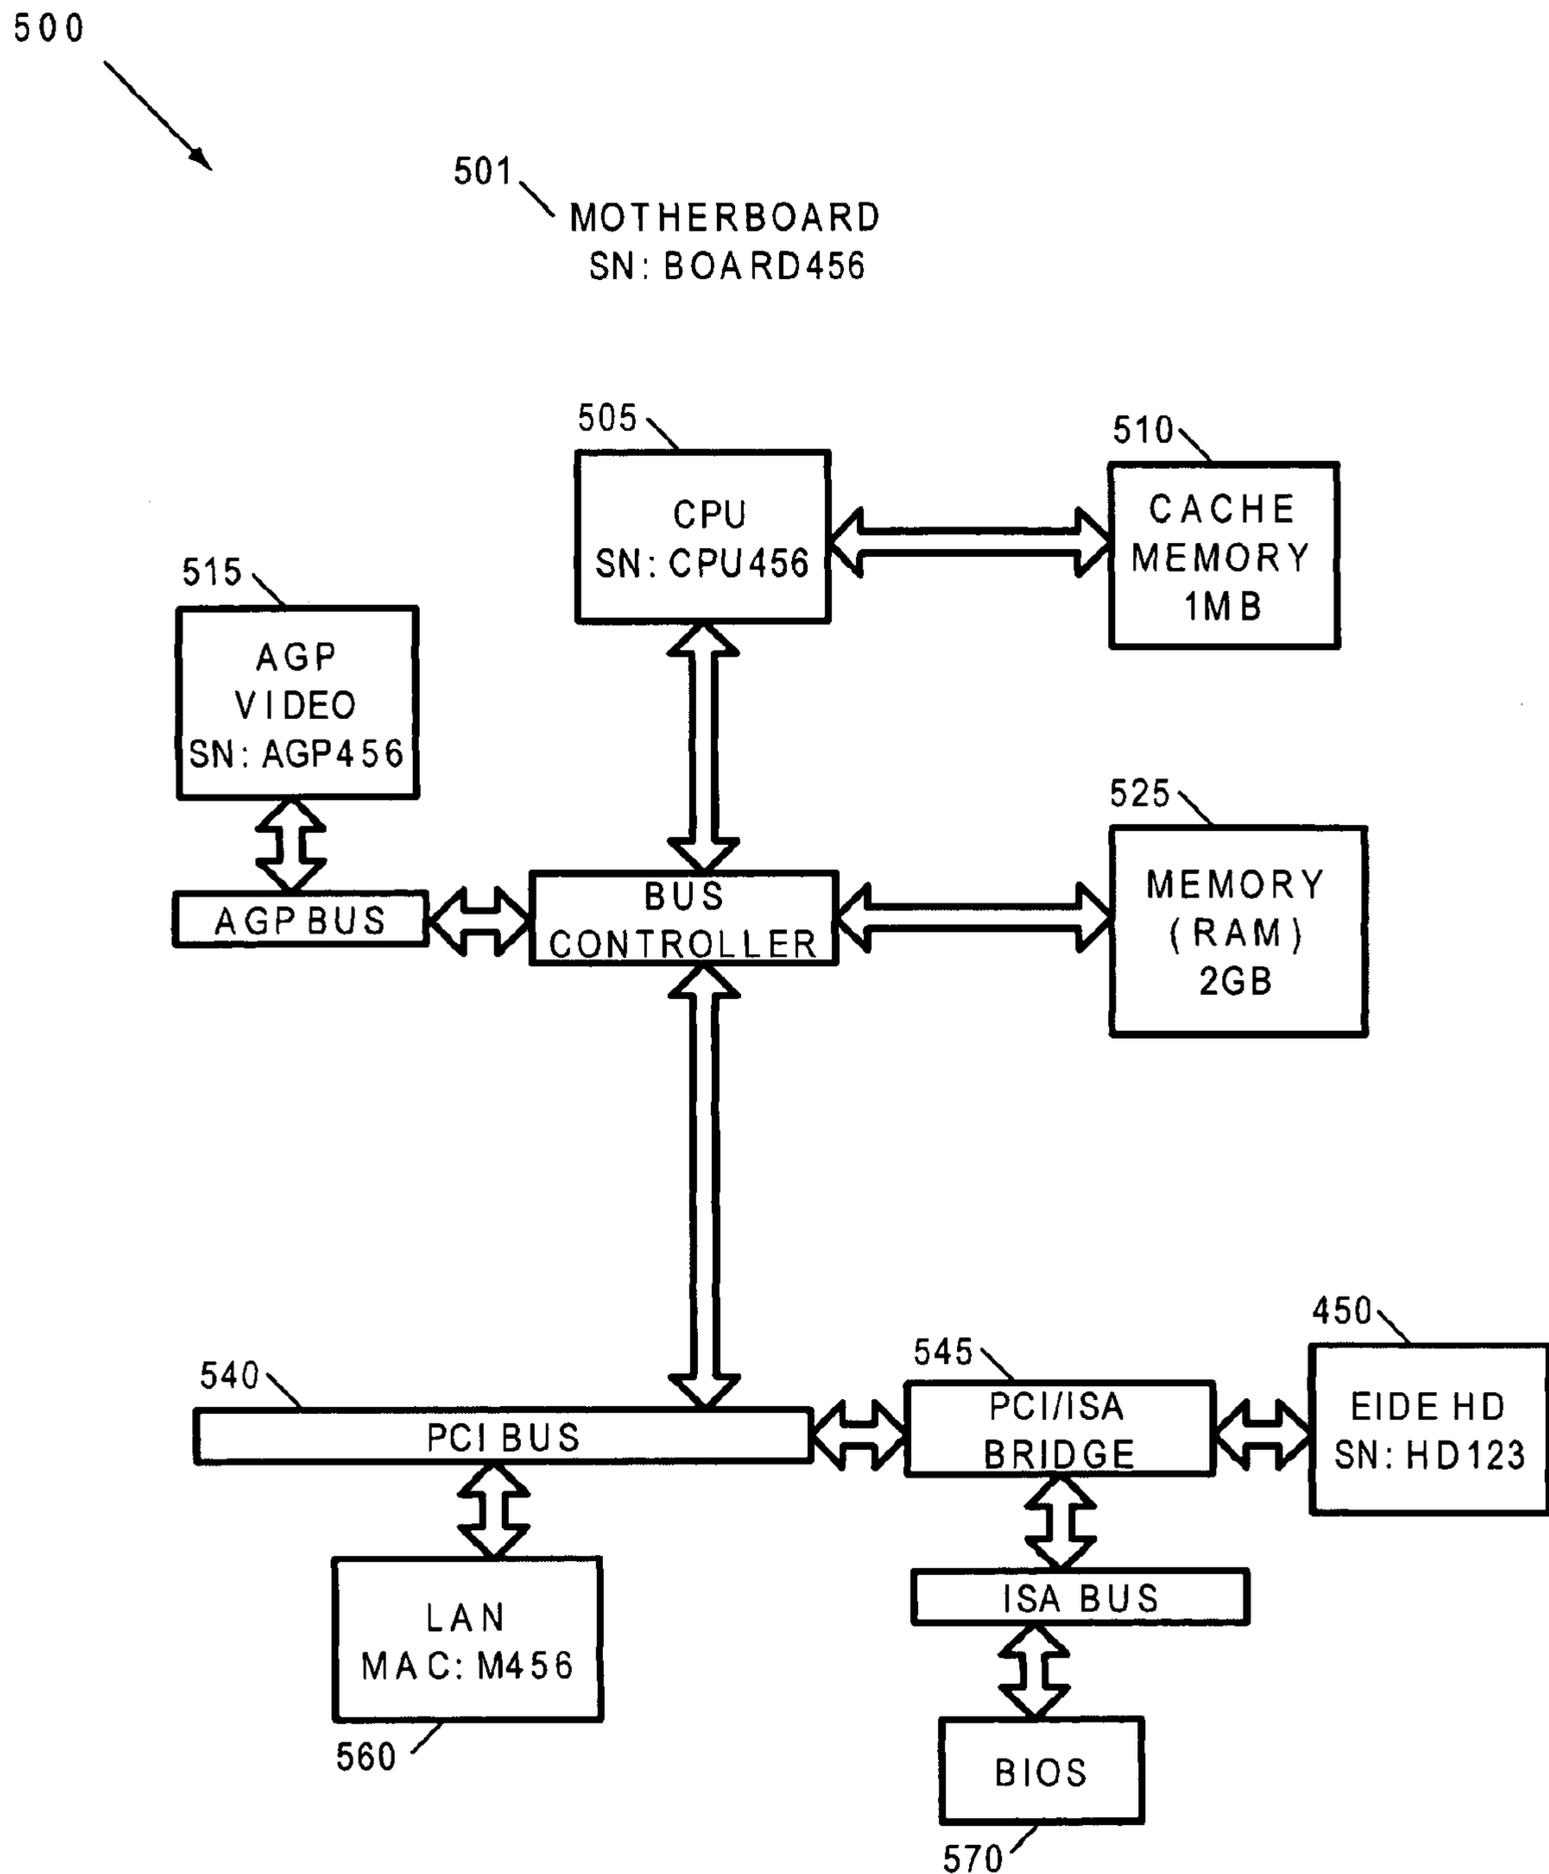 500
501
MOTHERBOARD
SN: BOARD456
505
CPU
SN: CPU456
510
CACHE
MEMORY
1MB
515
AGP
VIDEO
SN: AGP456
525
MEMORY
(RAM)
2GB
AGP BUS
BUS
CONTROLLER
540
PCI BUS
545
PCI/ISA
BRIDGE
450
EIDE HD
SN: HD123
LAN
MAC: M456
560
ISA BUS
BIOS
570